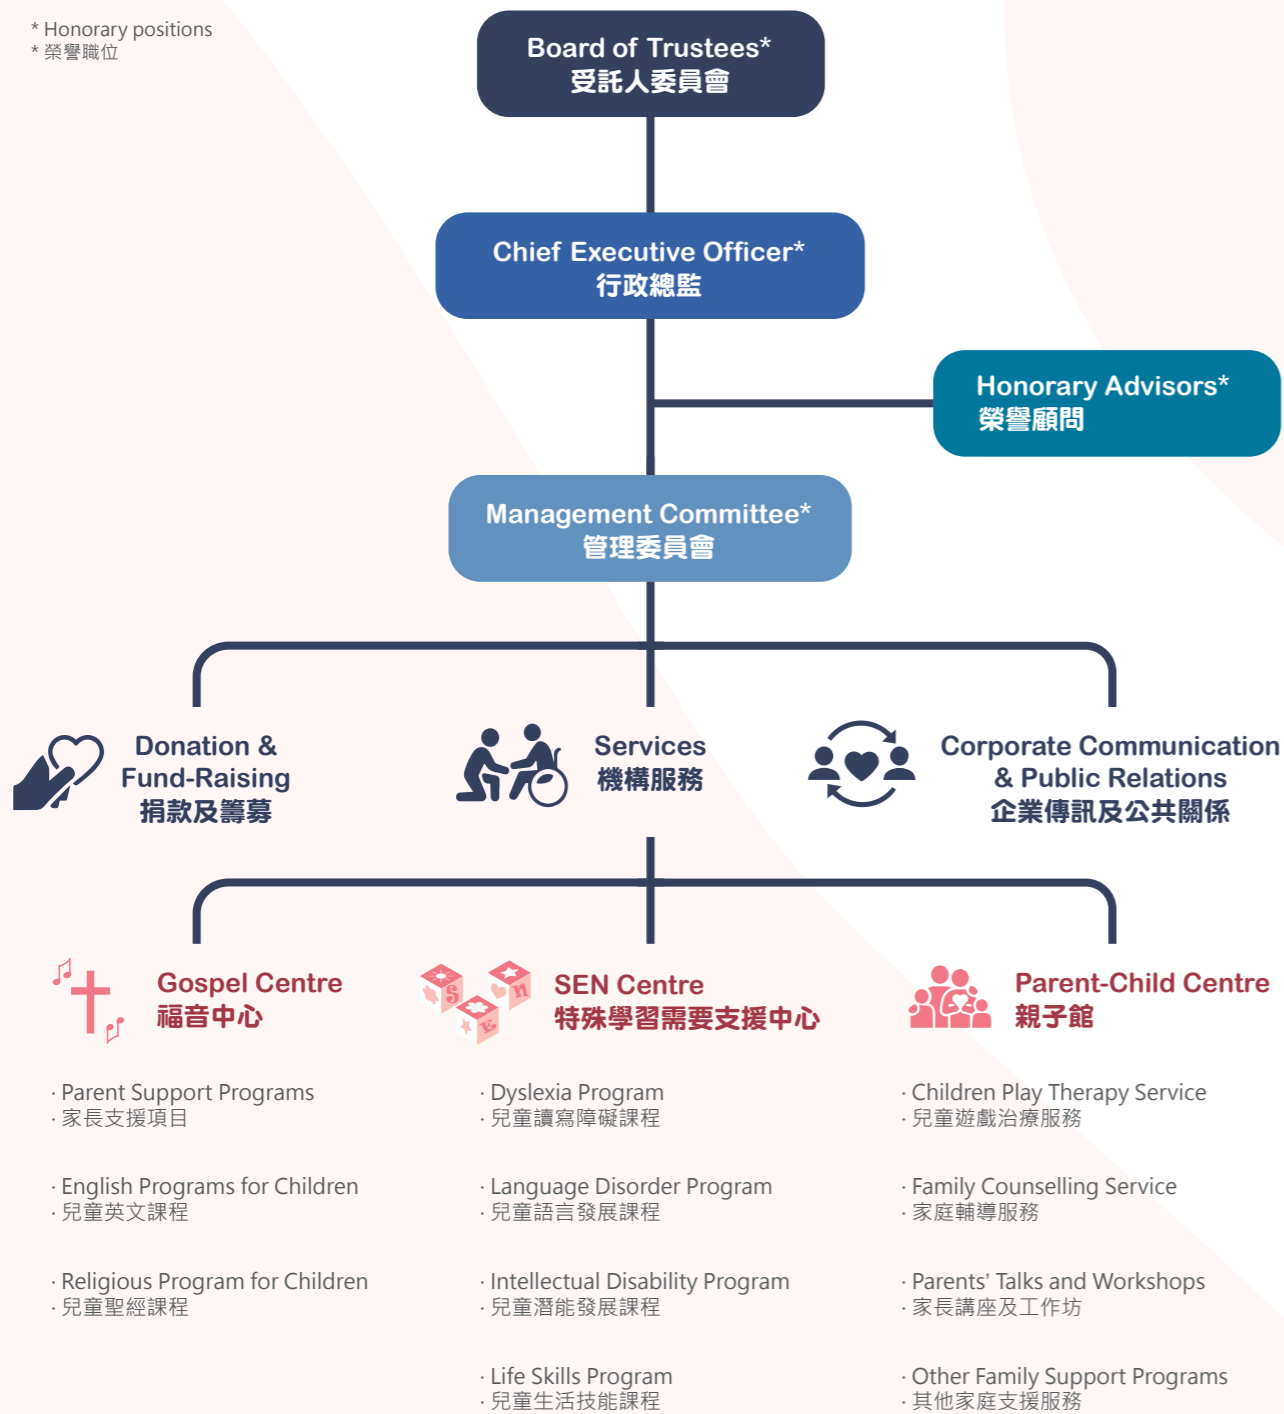 * Honorary positions
* 榮譽職位
Board of Trustees*
受託人委員會
Chief Executive Officer*
行政總監
Honorary Advisors*
榮譽顧問
Management Committee*
管理委員會
Donation &
Fund-Raising
捐款及籌募
Services
機構服務
Corporate Communication
& Public Relations
企業傳訊及公共關係
Gospel Centre
福音中心
· Parent Support Programs
· 家長支援項目
· English Programs for Children
· 兒童英文課程
· Religious Program for Children
· 兒童聖經課程
S E n
SEN Centre
特殊學習需要支援中心
· Dyslexia Program
· 兒童讀寫障礙課程
· Language Disorder Program
· 兒童語言發展課程
· Intellectual Disability Program
· 兒童潛能發展課程
· Life Skills Program
· 兒童生活技能課程
Parent-Child Centre
親子館
· Children Play Therapy Service
· 兒童遊戲治療服務
· Family Counselling Service
· 家庭輔導服務
· Parents’ Talks and Workshops
· 家長講座及工作坊
· Other Family Support Programs
· 其他家庭支援服務